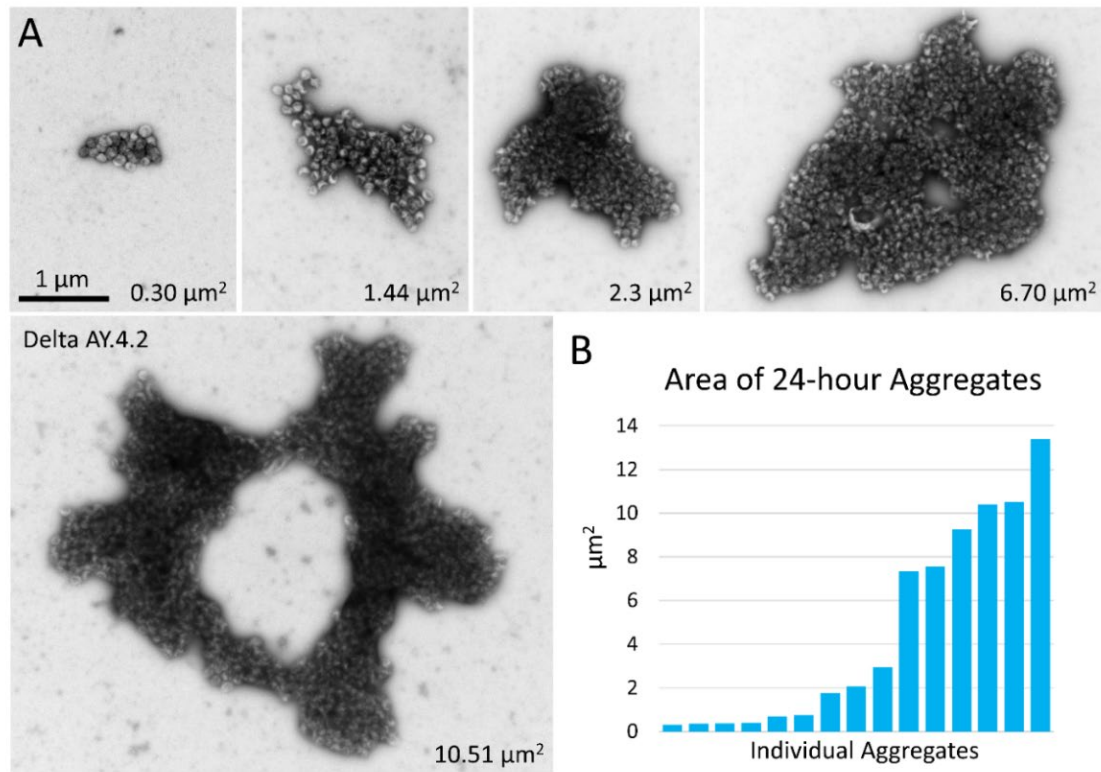 A
1 μm
0.30 μm²
1.44 μm²
2.3 μm²
6.70 μm²
Delta AY.4.2
10.51 μm²
B
Area of 24-hour Aggregates
14
12
10
8
6
4
2
0
μm²
Individual Aggregates